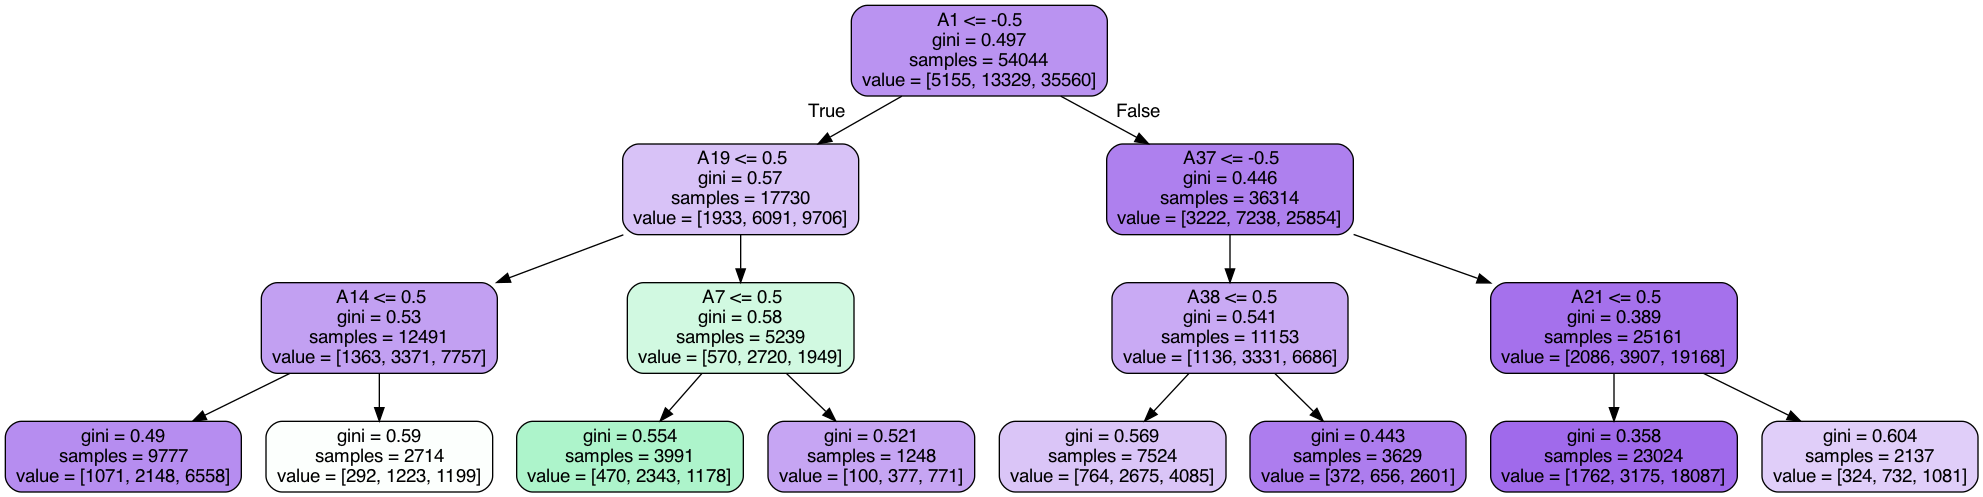 A1 <= -0.5
gini = 0.497
samples = 54044
value = [5155, 13329, 35560]
True
False
A19 <= 0.5
gini = 0.57
samples = 17730
value = [1933, 6091, 9706]
A37 <= -0.5
gini = 0.446
samples = 36314
value = [3222, 7238, 25854]
A14 <= 0.5
gini = 0.53
samples = 12491
value = [1363, 3371, 7757]
A7 <= 0.5
gini = 0.58
samples = 5239
value = [570, 2720, 1949]
A38 <= 0.5
gini = 0.541
samples = 11153
value = [1136, 3331, 6686]
A21 <= 0.5
gini = 0.389
samples = 25161
value = [2086, 3907, 19168]
gini = 0.49
samples = 9777
value = [1071, 2148, 6558]
gini = 0.59
samples = 2714
value = [292, 1223, 1199]
gini = 0.554
samples = 3991
value = [470, 2343, 1178]
gini = 0.521
samples = 1248
value = [100, 377, 771]
gini = 0.569
samples = 7524
value = [764, 2675, 4085]
gini = 0.443
samples = 3629
value = [372, 656, 2601]
gini = 0.358
samples = 23024
value = [1762, 3175, 18087]
gini = 0.604
samples = 2137
value = [324, 732, 1081]